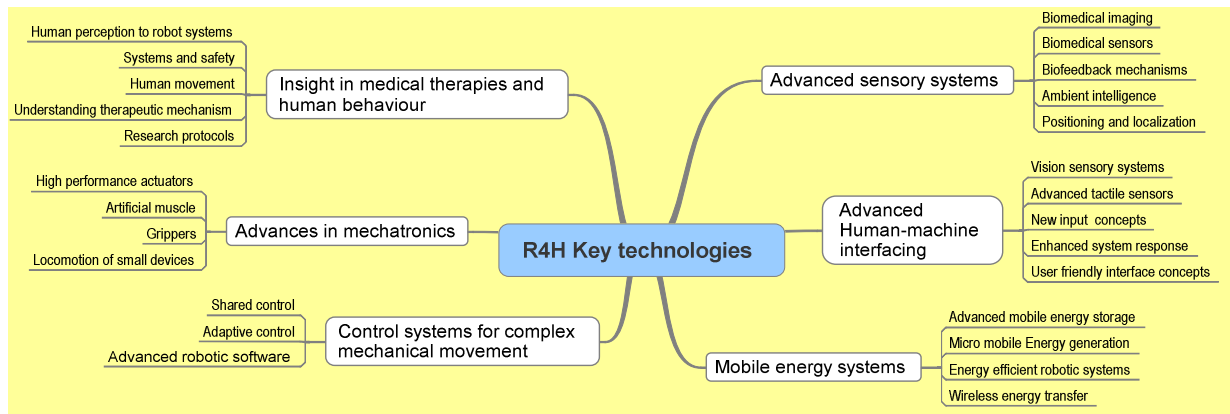 R4H Key technologies
Insight in medical therapies and
human behaviour
Human perception to robot systems
Systems and safety
Human movement
Understanding therapeutic mechanism
Research protocols
Advances in mechatronics
High performance actuators
Artificial muscle
Grippers
Locomotion of small devices
Control systems for complex
mechanical movement
Shared control
Adaptive control
Advanced robotic software
Advanced sensory systems
Biomedical imaging
Biomedical sensors
Biofeedback mechanisms
Ambient intelligence
Positioning and localization
Advanced
Human-machine
interfacing
Vision sensory systems
Advanced tactile sensors
New input concepts
Enhanced system response
User friendly interface concepts
Mobile energy systems
Advanced mobile energy storage
Micro mobile Energy generation
Energy efficient robotic systems
Wireless energy transfer